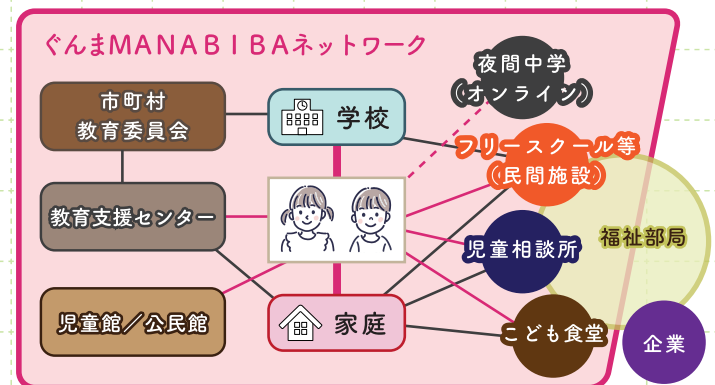 ぐんまMANABIBAネットワーク
夜間中学
(オンライン)
市町村
教育委員会
学校
フリースクール等
(民間施設)
教育支援センター
児童相談所
福祉部局
児童館／公民館
家庭
こども食堂
企業